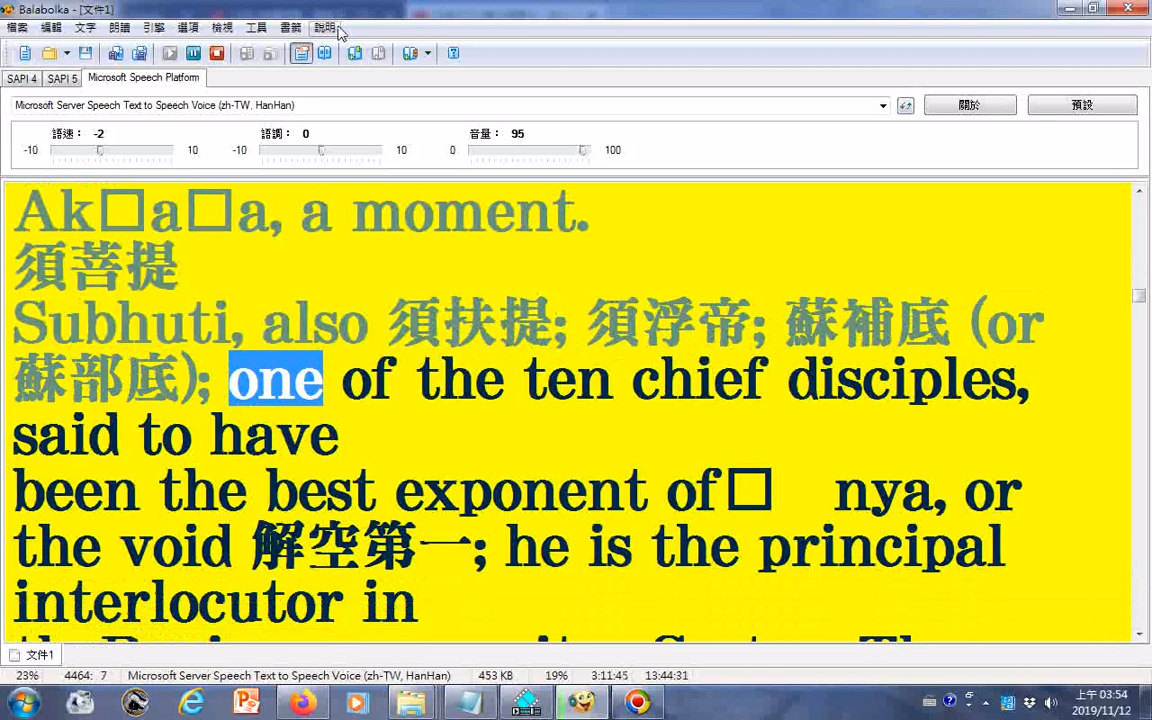 Balabolka - [文件1]
檔案 編輯 文字 朗讀 引擎 選項 檢視 工具 書籤 說明
SAPI 4 SAPI 5 Microsoft Speech Platform
Microsoft Server Speech Text to Speech Voice (zh-TW, HanHan) 關於 預設
語速: -2 語調: 0 音量: 95
-10 10 -10 10 0 100
Ak□a□a, a moment.
須菩提
Subhuti, also 須扶提; 須浮帝; 蘇補底 (or
蘇部底); one of the ten chief disciples,
said to have
been the best exponent of□ nya, or
the void 解空第一; he is the principal
interlocutor in
文件1
23% 4464: 7 Microsoft Server Speech Text to Speech Voice (zh-TW, HanHan) 453 KB 19% 3:11:45 13:44:31
上午 03:54
2019/11/12